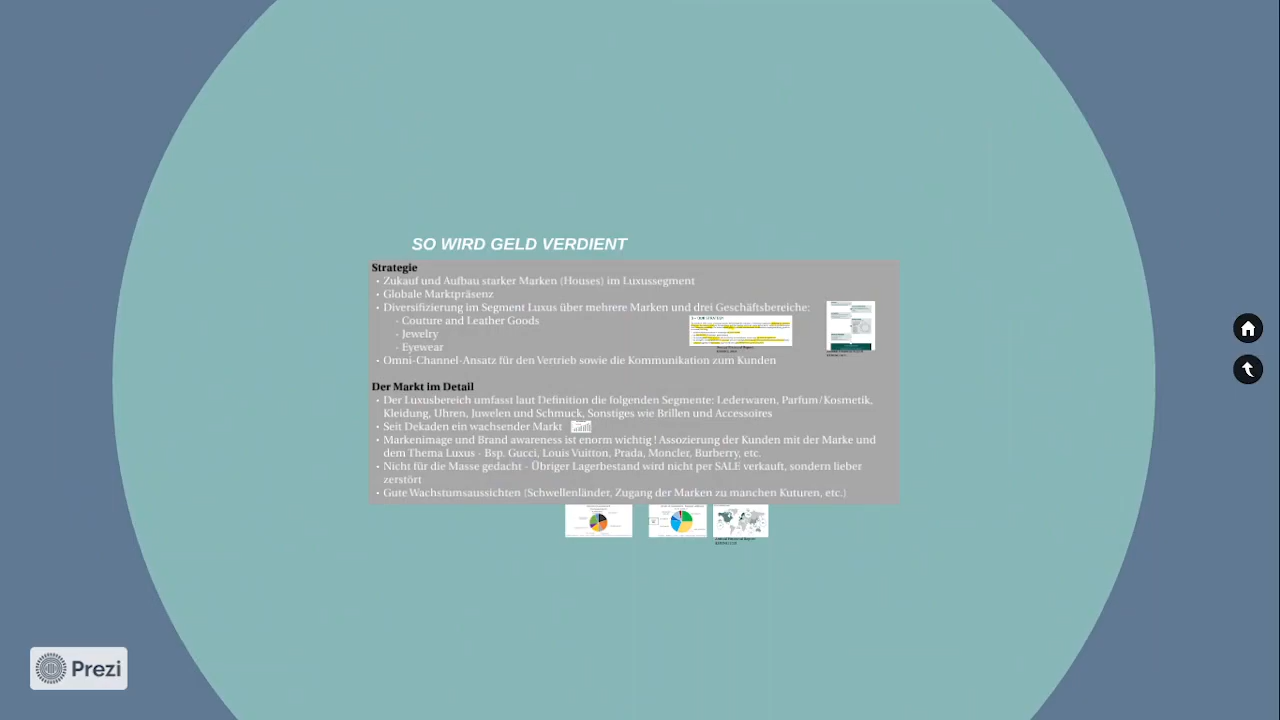 SO WIRD GELD VERDIENT
Strategie
• Zukauf und Aufbau starker Marken (Houses) im Luxussegment
• Globale Marktpräsenz
• Diversifizierung im Segment Luxus über mehrere Marken und drei Geschäftsbereiche:
- Couture and Leather Goods
- Jewelry
- Eyewear
• Omni-Channel-Ansatz für den Vertrieb sowie die Kommunikation zum Kunden
Der Markt im Detail
• Der Luxusbereich umfasst laut Definition die folgenden Segmente: Lederwaren, Parfum/Kosmetik,
Kleidung, Uhren, Juwelen und Schmuck, Sonstiges wie Brillen und Accessoires
• Seit Dekaden ein wachsender Markt
• Markenimage und Brand awareness ist enorm wichtig ! Assozierung der Kunden mit der Marke und
dem Thema Luxus - Bsp. Gucci, Louis Vuitton, Prada, Moncler, Burberry, etc.
• Nicht für die Masse gedacht - Übriger Lagerbestand wird nicht per SALE verkauft, sondern lieber
zerstört
• Gute Wachstumsaussichten (Schwellenländer, Zugang der Marken zu manchen Kuturen, etc.)
Prezi